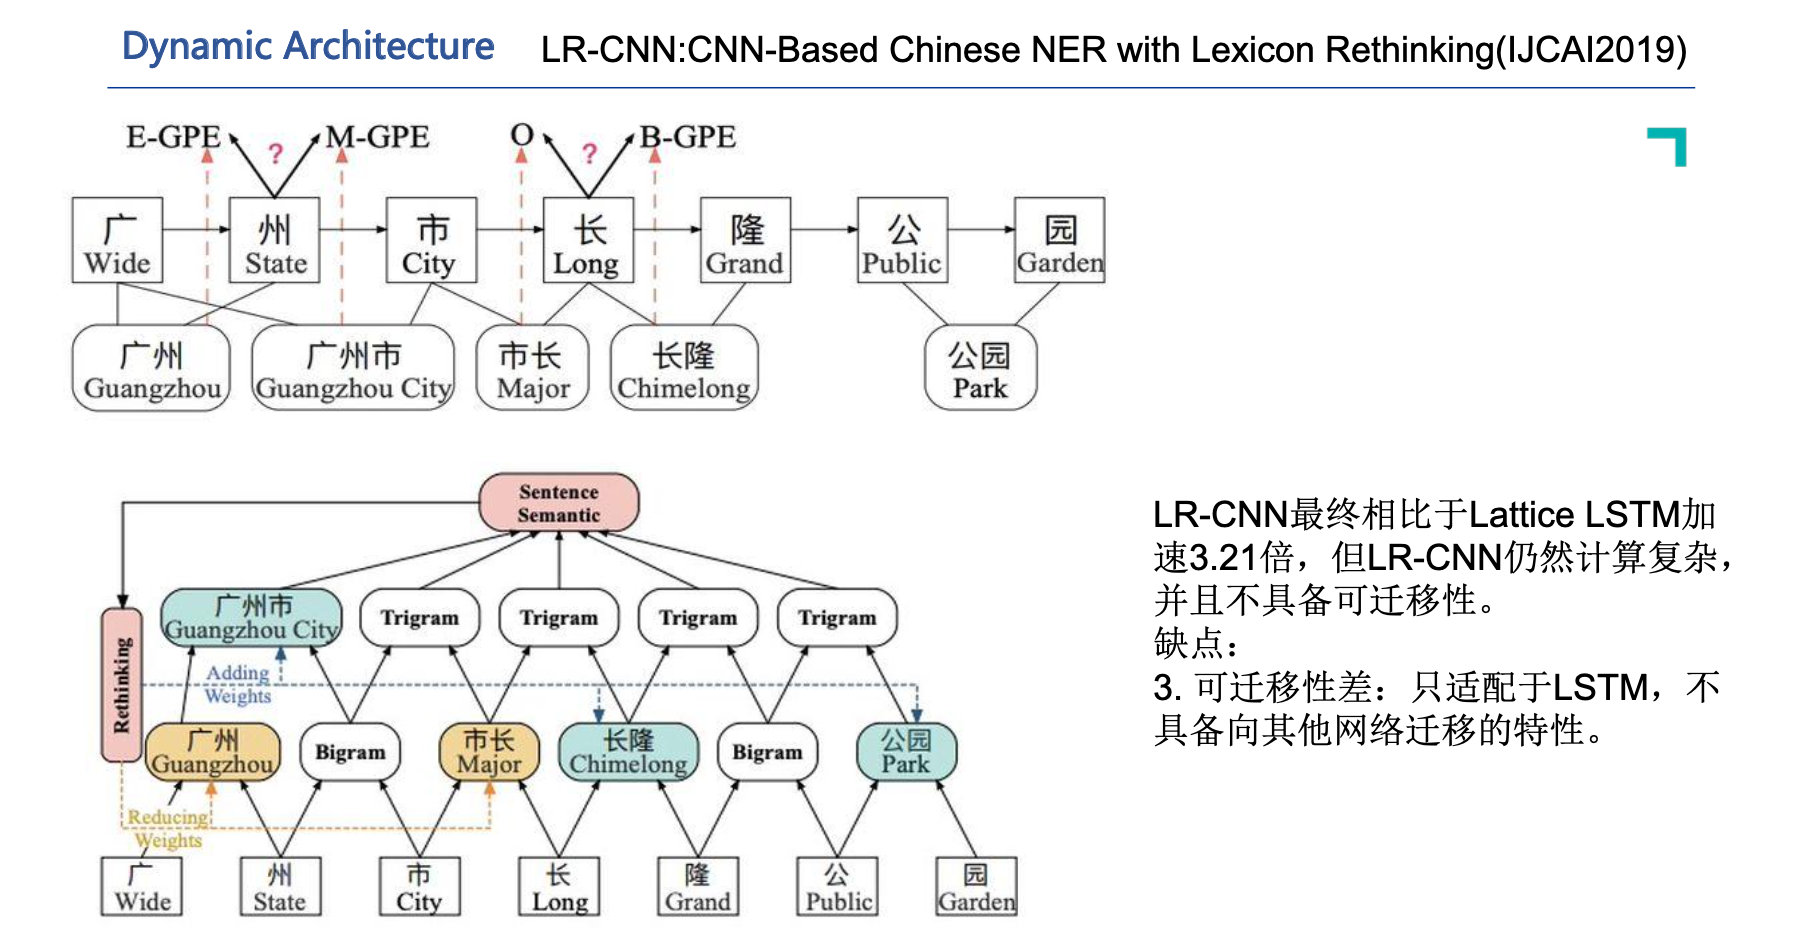 Dynamic Architecture LR-CNN:CNN-Based Chinese NER with Lexicon Rethinking(IJCAI2019)
E-GPE ? M-GPE O ? B-GPE
广 州 市 长 隆 公 园
Wide State City Long Grand Public Garden
广州 广州市 市长 长隆 公园
Guangzhou Guangzhou City Major Chimelong Park
Sentence
Semantic
广州市
Guangzhou City Trigram Trigram Trigram Trigram
Rethinking
Adding
Weights
广州 市长 长隆 公园
Guangzhou Bigram Major Chimelong Bigram Park
Reducing
Weights
广 州 市 长 隆 公 园
Wide State City Long Grand Public Garden
LR-CNN最终相比于Lattice LSTM加
速3.21倍，但LR-CNN仍然计算复杂，
并且不具备可迁移性。
缺点：
3. 可迁移性差：只适配于LSTM，不
具备向其他网络迁移的特性。